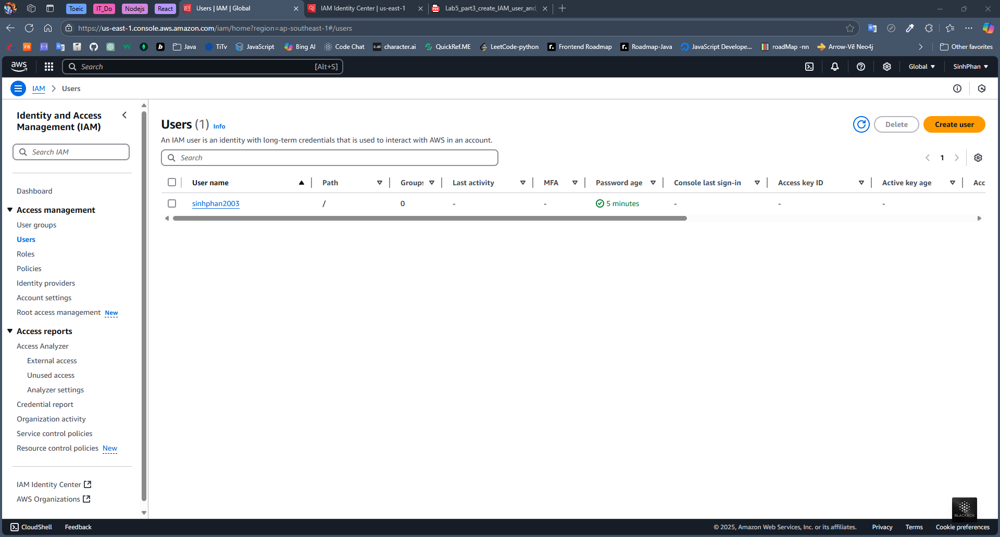 Toeic
IT_Do
Nodejs
React
Users | IAM | Global
IAM Identity Center | us-east-1
Lab5_part3_create_IAM_user_and_
https://us-east-1.console.aws.amazon.com/iam/home?region=ap-southeast-1#/users
F8
Java
TiTv
JavaScript
Bing AI
Code Chat
c.ai
character.ai
QuickRef.ME
LeetCode-python
Frontend Roadmap
Roadmap-Java
JavaScript Develope...
roadMap -nn
Arrow-Vẽ Neo4j
Other favorites
aws
Search
[Alt+S]
Global
SinhPhan
IAM
Users
Identity and Access
Management (IAM)
Search IAM
Dashboard
Access management
User groups
Users
Roles
Policies
Identity providers
Account settings
Root access management New
Access reports
Access Analyzer
External access
Unused access
Analyzer settings
Credential report
Organization activity
Service control policies
Resource control policies New
IAM Identity Center
AWS Organizations
Users (1) Info
Delete
Create user
An IAM user is an identity with long-term credentials that is used to interact with AWS in an account.
Search
1
User name
Path
Groups
Last activity
MFA
Password age
Console last sign-in
Access key ID
Active key age
Acc
sinhphan2003
/
0
-
-
5 minutes
-
-
-
BLACKBOX
CloudShell
Feedback
© 2025, Amazon Web Services, Inc. or its affiliates.
Privacy
Terms
Cookie preferences